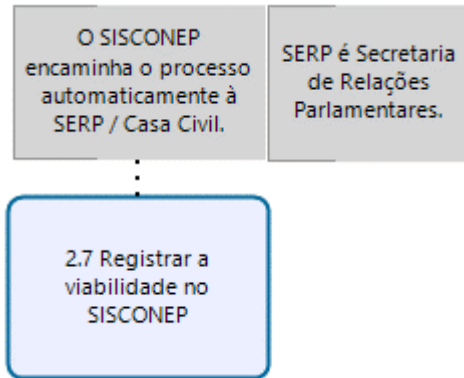 O SISCONEP
encaminha o processo
automaticamente à
SERP / Casa Civil.
SERP é Secretaria
de Relações
Parlamentares.
2.7 Registrar a
viabilidade no
SISCONEP